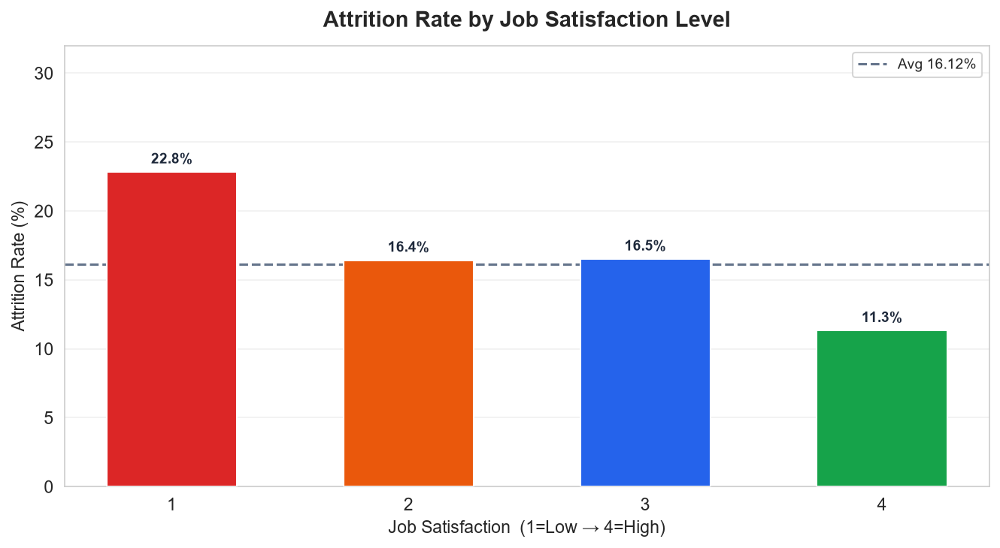 Attrition Rate by Job Satisfaction Level
Avg 16.12%
Attrition Rate (%)
30
25
20
15
10
5
0
22.8%
16.4%
16.5%
11.3%
1 2 3 4
Job Satisfaction (1=Low → 4=High)